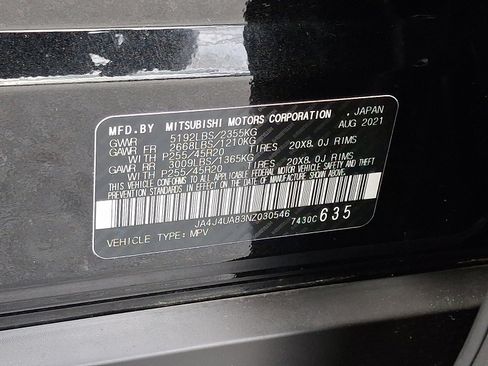 MFD.BY MITSUBISHI MOTORS CORPORATION , JAPAN
GVWR 5192LBS/2355KG AUG 2021
GAWR FR 2668LBS/1210KG
WITH P255/45R20 TIRES 20X8.0J RIMS
GAWR RR 3009LBS/1365KG
WITH P255/45R20 TIRES 20X8.0J RIMS
THIS VEHICLE CONFORMS TO ALL APPLICABLE FEDERAL MOTOR VEHICLE SAFETY, BUMPER AND THEFT
PREVENTION STANDARDS IN EFFECT ON THE DATE OF MANUFACTURE SHOWN ABOVE.
JA4J4UA83NZ030546
7430C 635
VEHICLE TYPE: MPV